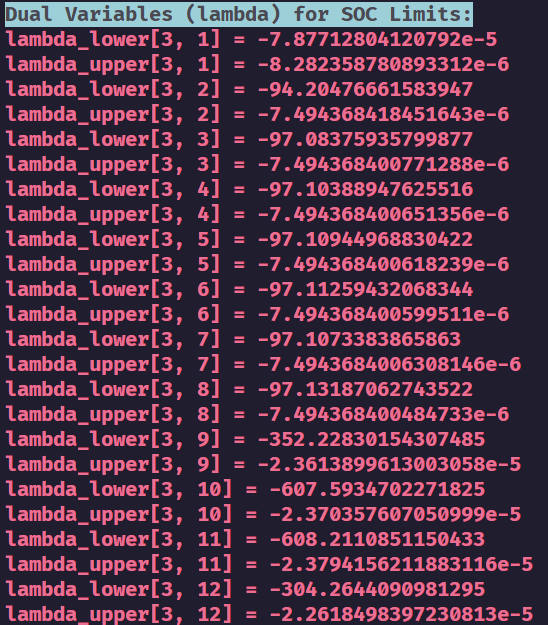 Dual Variables (lambda) for SOC Limits:
lambda_lower[3, 1] = -7.87712804120792e-5
lambda_upper[3, 1] = -8.282358780893312e-6
lambda_lower[3, 2] = -94.20476661583947
lambda_upper[3, 2] = -7.494368418451643e-6
lambda_lower[3, 3] = -97.08375935799877
lambda_upper[3, 3] = -7.494368400771288e-6
lambda_lower[3, 4] = -97.10388947625516
lambda_upper[3, 4] = -7.494368400651356e-6
lambda_lower[3, 5] = -97.10944968830422
lambda_upper[3, 5] = -7.494368400618239e-6
lambda_lower[3, 6] = -97.11259432068344
lambda_upper[3, 6] = -7.494368400599511e-6
lambda_lower[3, 7] = -97.1073383865863
lambda_upper[3, 7] = -7.4943684006308146e-6
lambda_lower[3, 8] = -97.13187062743522
lambda_upper[3, 8] = -7.494368400484733e-6
lambda_lower[3, 9] = -352.22830154307485
lambda_upper[3, 9] = -2.3613899613003058e-5
lambda_lower[3, 10] = -607.5934702271825
lambda_upper[3, 10] = -2.370357607050999e-5
lambda_lower[3, 11] = -608.2110851150433
lambda_upper[3, 11] = -2.3794156211883116e-5
lambda_lower[3, 12] = -304.2644090981295
lambda_upper[3, 12] = -2.2618498397230813e-5